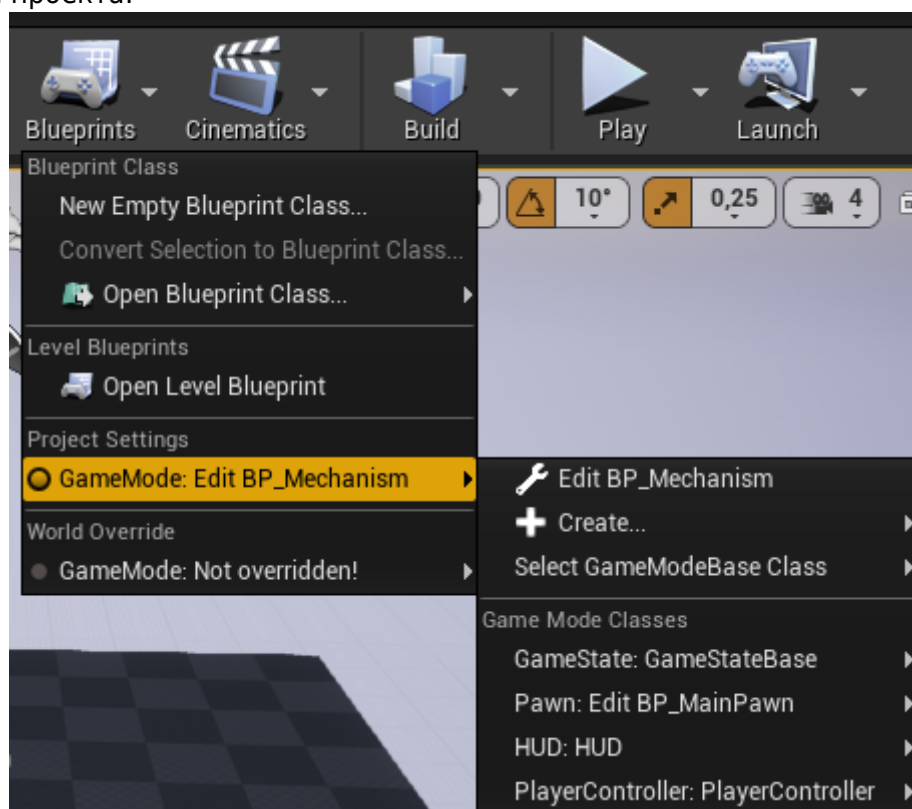 проекта.
Blueprints Cinematics Build Play Launch
Blueprint Class
New Empty Blueprint Class...
Convert Selection to Blueprint Class...
Open Blueprint Class...
10° 0,25 4
Level Blueprints
Open Level Blueprint
Project Settings
GameMode: Edit BP_Mechanism
World Override
GameMode: Not overridden!
Edit BP_Mechanism
Create...
Select GameModeBase Class
Game Mode Classes
GameState: GameStateBase
Pawn: Edit BP_MainPawn
HUD: HUD
PlayerController: PlayerController